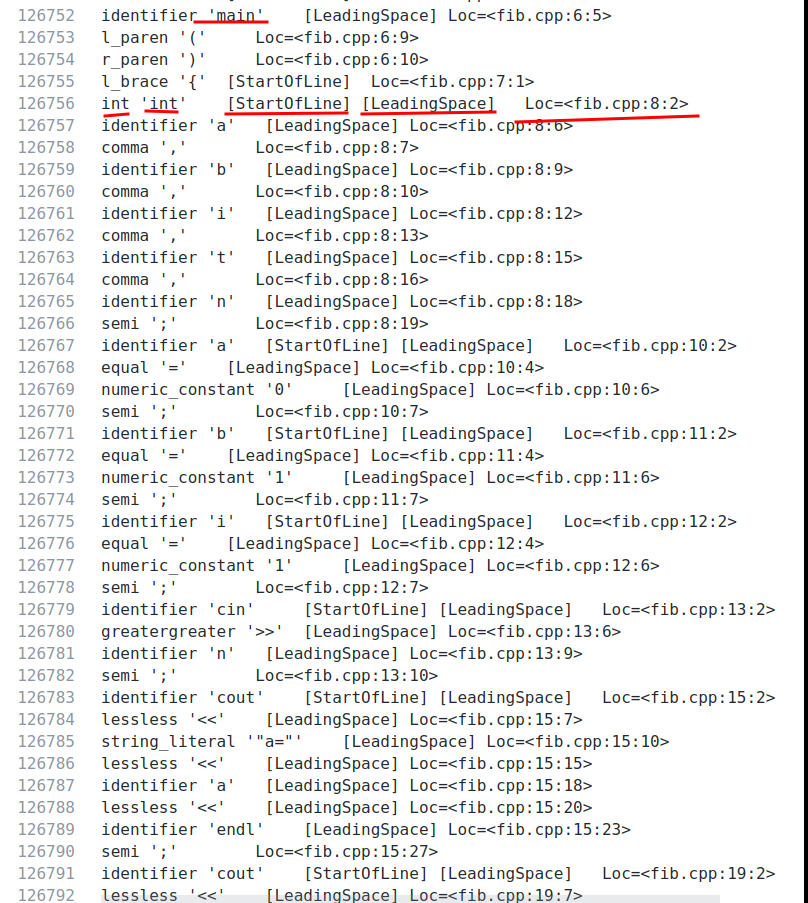 126752 identifier 'main' [LeadingSpace] Loc=<fib.cpp:6:5>
126753 l_paren '(' Loc=<fib.cpp:6:9>
126754 r_paren ')' Loc=<fib.cpp:6:10>
126755 l_brace '{' [StartOfLine] Loc=<fib.cpp:7:1>
126756 int 'int' [StartOfLine] [LeadingSpace] Loc=<fib.cpp:8:2>
126757 identifier 'a' [LeadingSpace] Loc=<fib.cpp:8:6>
126758 comma ',' Loc=<fib.cpp:8:7>
126759 identifier 'b' [LeadingSpace] Loc=<fib.cpp:8:9>
126760 comma ',' Loc=<fib.cpp:8:10>
126761 identifier 'i' [LeadingSpace] Loc=<fib.cpp:8:12>
126762 comma ',' Loc=<fib.cpp:8:13>
126763 identifier 't' [LeadingSpace] Loc=<fib.cpp:8:15>
126764 comma ',' Loc=<fib.cpp:8:16>
126765 identifier 'n' [LeadingSpace] Loc=<fib.cpp:8:18>
126766 semi ';' Loc=<fib.cpp:8:19>
126767 identifier 'a' [StartOfLine] [LeadingSpace] Loc=<fib.cpp:10:2>
126768 equal '=' [LeadingSpace] Loc=<fib.cpp:10:4>
126769 numeric_constant '0' [LeadingSpace] Loc=<fib.cpp:10:6>
126770 semi ';' Loc=<fib.cpp:10:7>
126771 identifier 'b' [StartOfLine] [LeadingSpace] Loc=<fib.cpp:11:2>
126772 equal '=' [LeadingSpace] Loc=<fib.cpp:11:4>
126773 numeric_constant '1' [LeadingSpace] Loc=<fib.cpp:11:6>
126774 semi ';' Loc=<fib.cpp:11:7>
126775 identifier 'i' [StartOfLine] [LeadingSpace] Loc=<fib.cpp:12:2>
126776 equal '=' [LeadingSpace] Loc=<fib.cpp:12:4>
126777 numeric_constant '1' [LeadingSpace] Loc=<fib.cpp:12:6>
126778 semi ';' Loc=<fib.cpp:12:7>
126779 identifier 'cin' [StartOfLine] [LeadingSpace] Loc=<fib.cpp:13:2>
126780 greatergreater '>>' [LeadingSpace] Loc=<fib.cpp:13:6>
126781 identifier 'n' [LeadingSpace] Loc=<fib.cpp:13:9>
126782 semi ';' Loc=<fib.cpp:13:10>
126783 identifier 'cout' [StartOfLine] [LeadingSpace] Loc=<fib.cpp:15:2>
126784 lessless '<<' [LeadingSpace] Loc=<fib.cpp:15:7>
126785 string_literal '"a="' [LeadingSpace] Loc=<fib.cpp:15:10>
126786 lessless '<<' [LeadingSpace] Loc=<fib.cpp:15:15>
126787 identifier 'a' [LeadingSpace] Loc=<fib.cpp:15:18>
126788 lessless '<<' [LeadingSpace] Loc=<fib.cpp:15:20>
126789 identifier 'endl' [LeadingSpace] Loc=<fib.cpp:15:23>
126790 semi ';' Loc=<fib.cpp:15:27>
126791 identifier 'cout' [StartOfLine] [LeadingSpace] Loc=<fib.cpp:19:2>
126792 lessless '<<' [LeadingSpace] Loc=<fib.cpp:19:7>